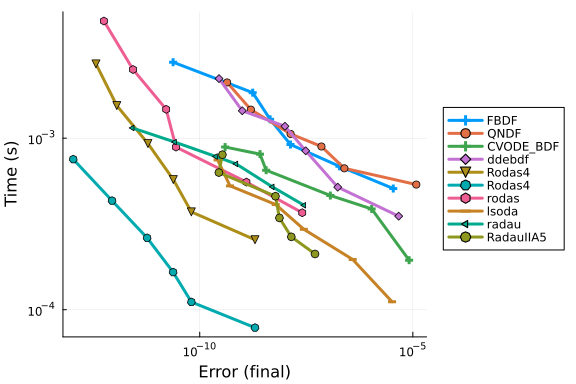 Time (s)
10⁻³
10⁻⁴
10⁻¹⁰
10⁻⁵
Error (final)
FBDF
QNDF
CVODE_BDF
ddebdf
Rodas4
Rodas4
rodas
lsoda
radau
RadauIIA5